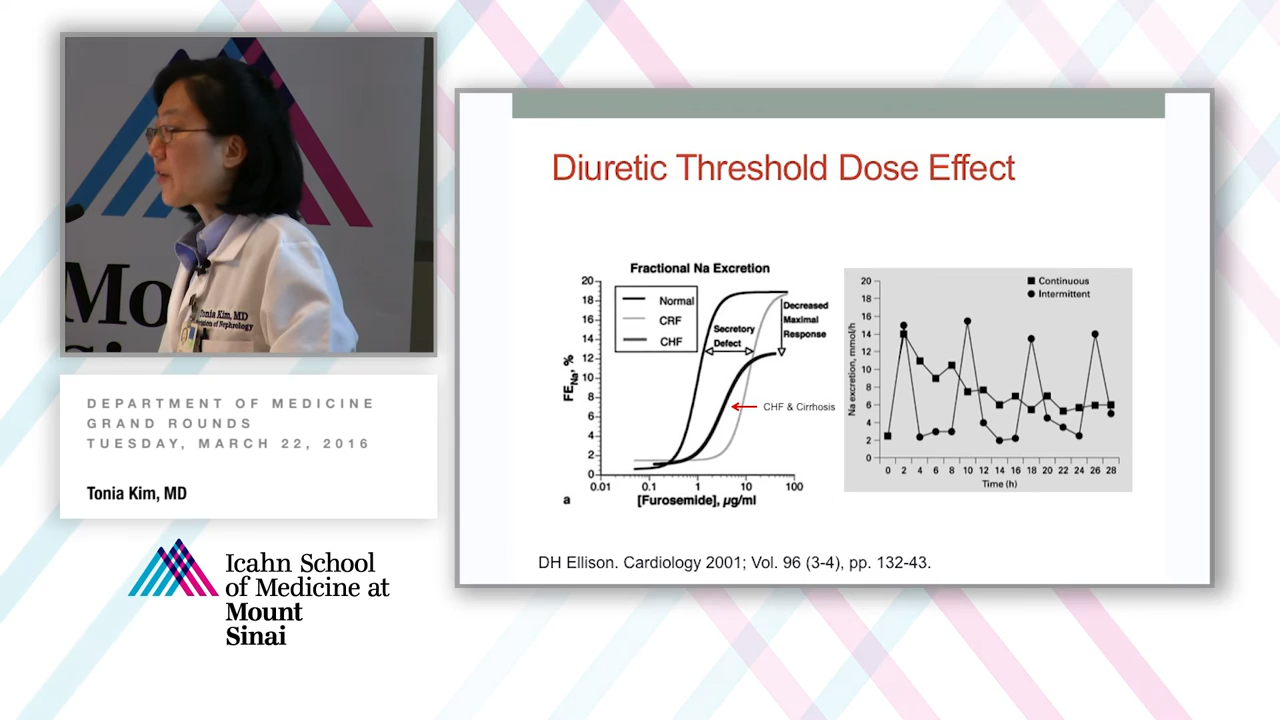 Mo
Tonia Kim, MD
of Nephrology
DEPARTMENT OF MEDICINE
GRAND ROUNDS
TUESDAY, MARCH 22, 2016
Tonia Kim, MD
Icahn School
of Medicine at
Mount
Sinai
Diuretic Threshold Dose Effect
Fractional Na Excretion
20
18
16
14
12
10
8
6
4
2
0
FENa, %
Normal
CRF
CHF
Secretory
Defect
Decreased
Maximal
Response
CHF & Cirrhosis
0.01 0.1 1 10 100
a
[Furosemide], µg/ml
Continuous
Intermittent
20
18
16
14
12
10
8
6
4
2
0
Na excretion, mmol/h
0 2 4 6 8 10 12 14 16 18 20 22 24 26 28
Time (h)
DH Ellison. Cardiology 2001; Vol. 96 (3-4), pp. 132-43.